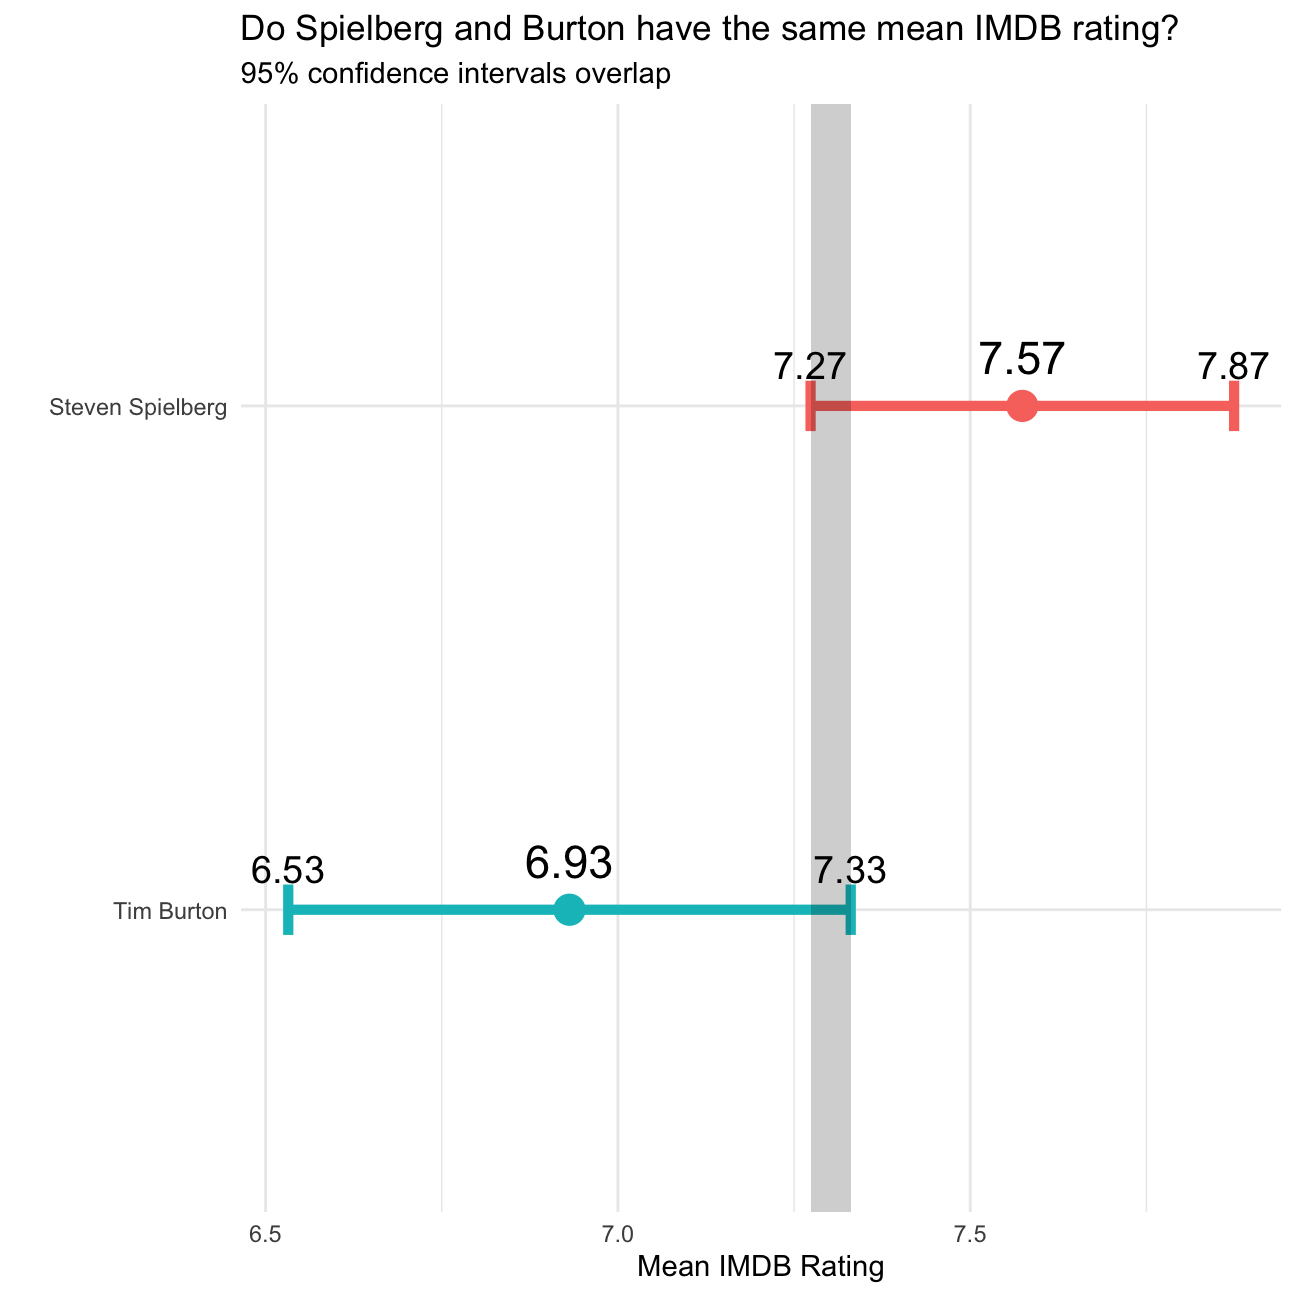 Do Spielberg and Burton have the same mean IMDB rating?
95% confidence intervals overlap
7.27 7.57 7.87
Steven Spielberg
6.53 6.93 7.33
Tim Burton
6.5 7.0 7.5
Mean IMDB Rating